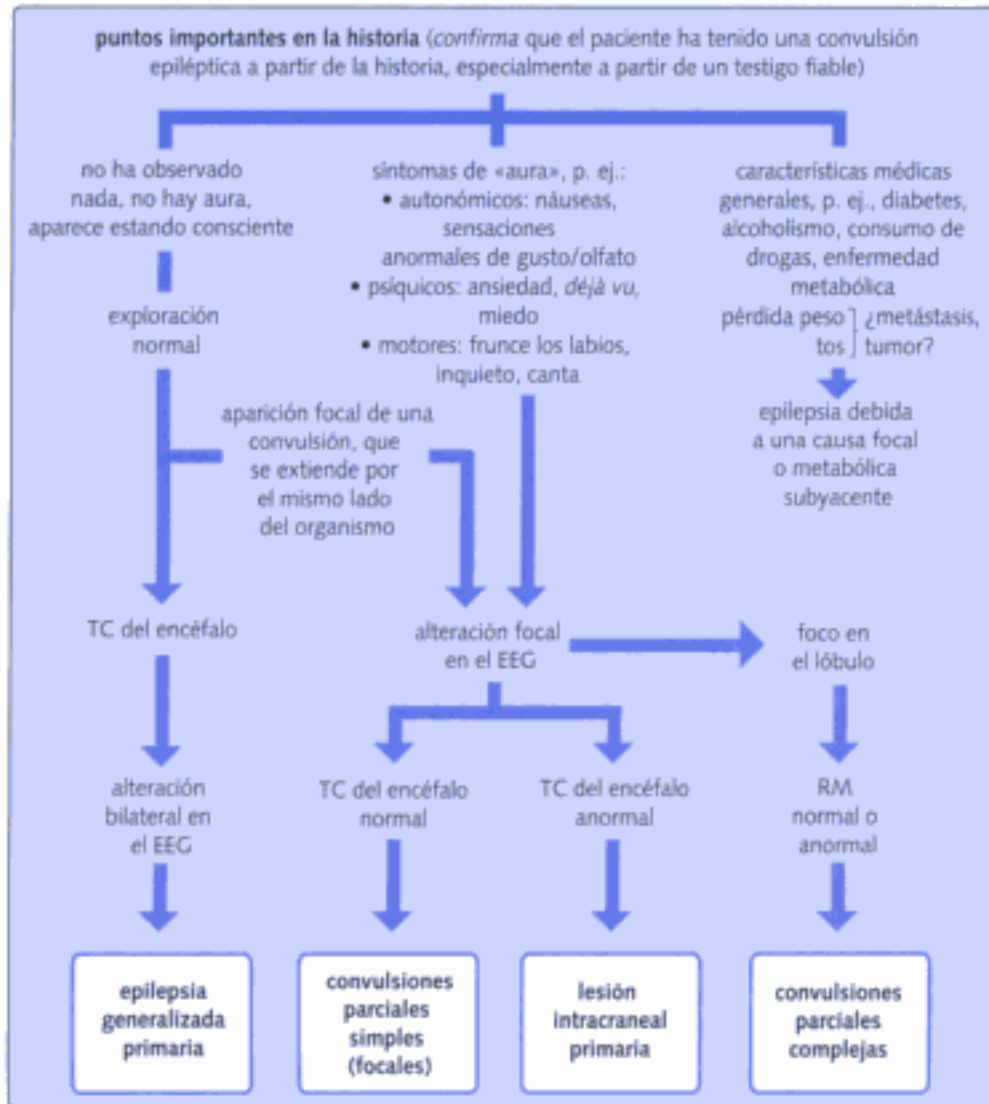 puntos importantes en la historia (confirma que el paciente ha tenido una convulsión
epiléptica a partir de la historia, especialmente a partir de un testigo fiable)
no ha observado
nada, no hay aura,
aparece estando consciente
exploración
normal
síntomas de «aura», p. ej.:
• autonómicos: náuseas,
sensaciones
anormales de gusto/olfato
• psíquicos: ansiedad, déjà vu,
miedo
• motores: frunce los labios,
inquieto, canta
características médicas
generales, p. ej., diabetes,
alcoholismo, consumo de
drogas, enfermedad
metabólica
pérdida peso ] ¿metástasis,
tos ] tumor?
epilepsia debida
a una causa focal
o metabólica
subyacente
aparición focal de una
convulsión, que
se extiende por
el mismo lado
del organismo
TC del encéfalo
alteración focal
en el EEG
foco en
el lóbulo
alteración
bilateral en
el EEG
TC del encéfalo
normal
TC del encéfalo
anormal
RM
normal o
anormal
epilepsia
generalizada
primaria
convulsiones
parciales
simples
(focales)
lesión
intracraneal
primaria
convulsiones
parciales
complejas